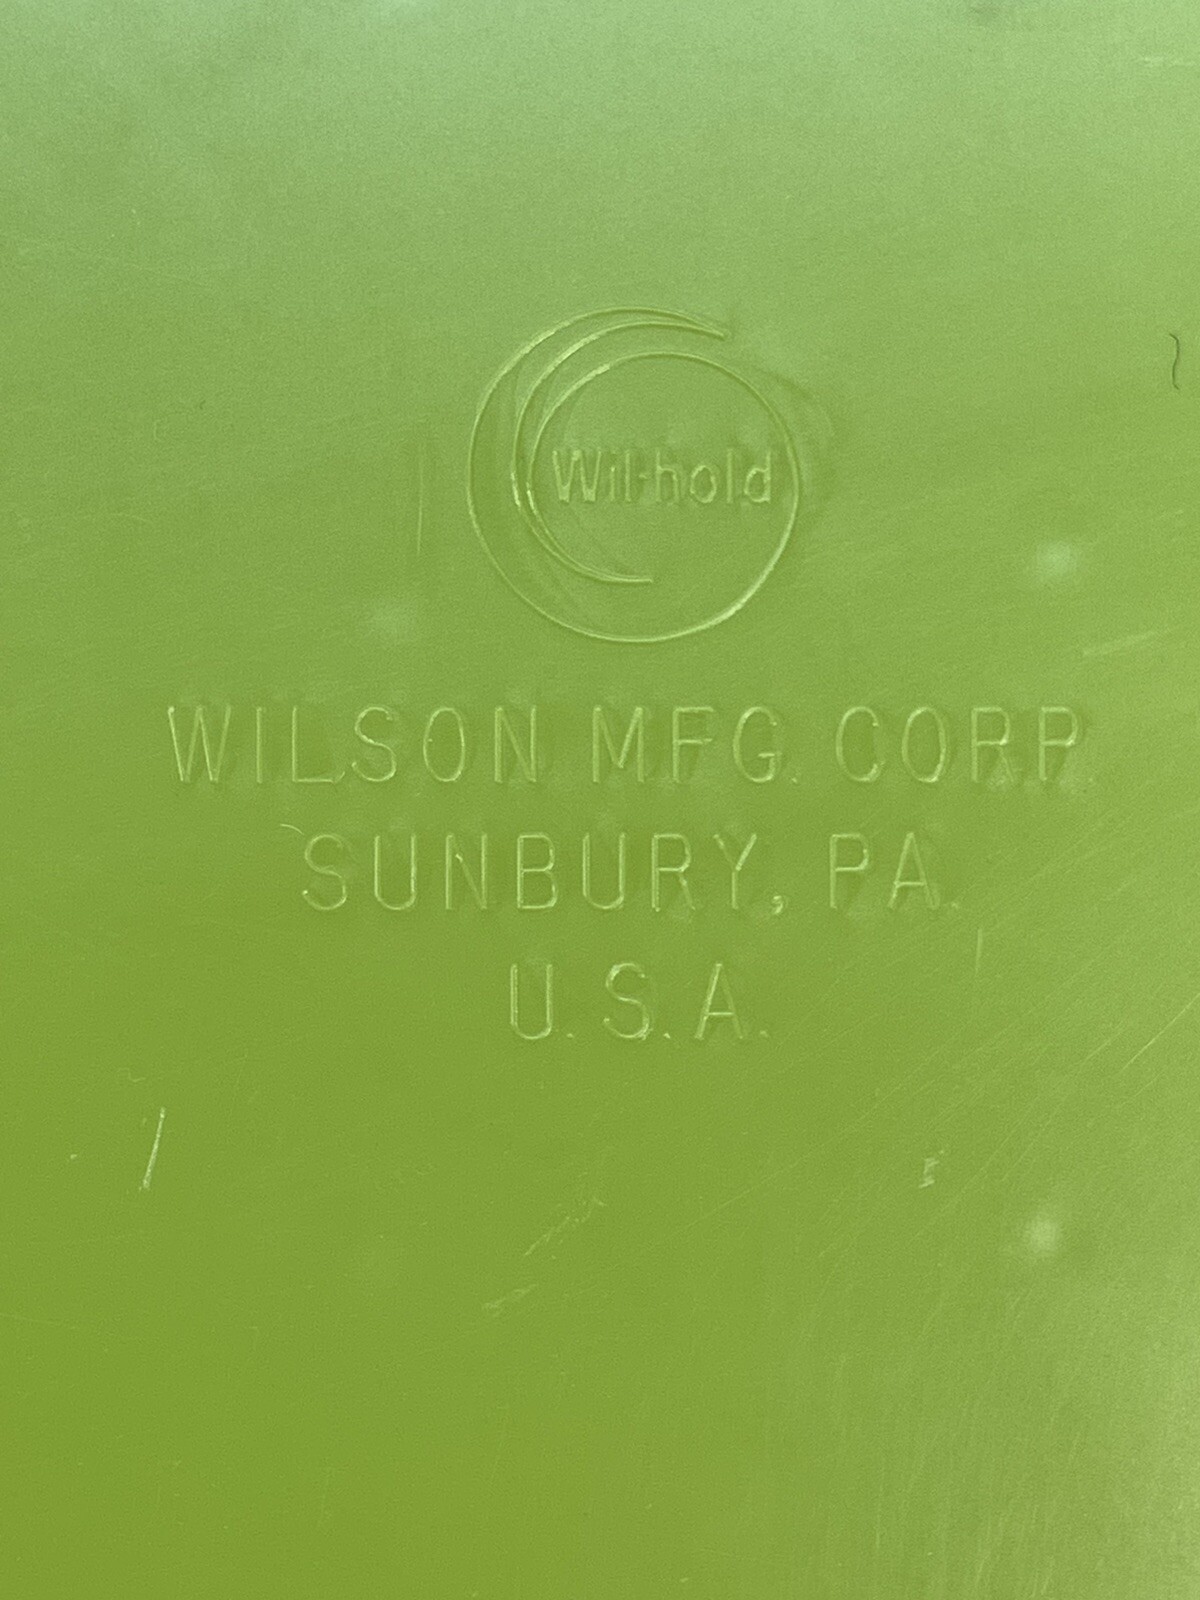 Wil-hold
WILSON MFG. CORP.
SUNBURY, PA.
U.S.A.